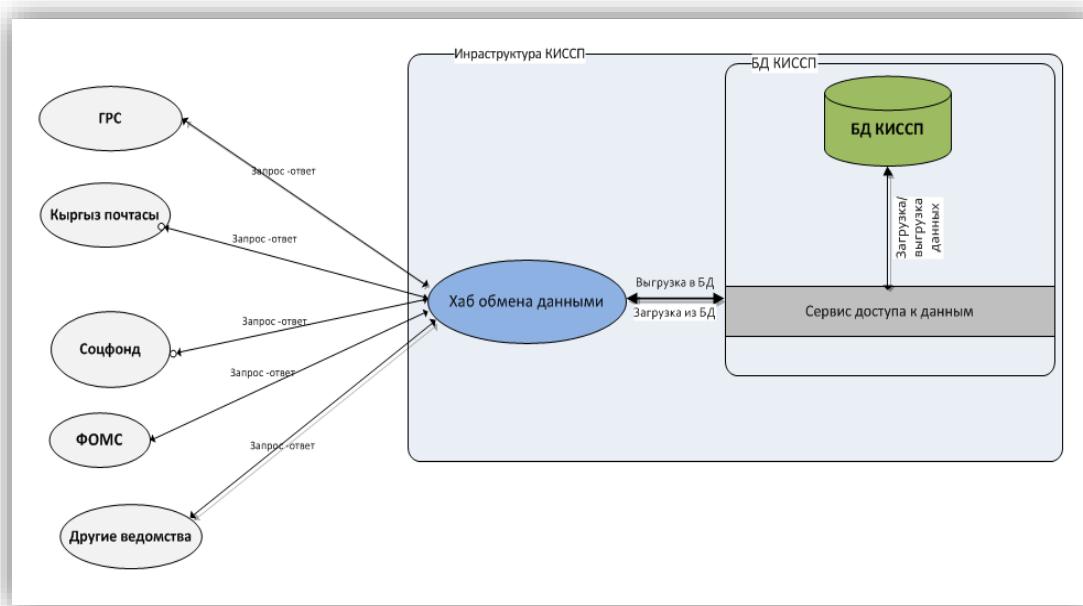 Инраструктура КИССП
БД КИССП
БД КИССП
ГРС
Запрос -ответ
Кыргыз почтасы
Запрос -ответ
Загрузка/
выгрузка
данных
Хаб обмена данными
Выгрузка в БД
Загрузка из БД
Сервис доступа к данным
Соцфонд
Запрос -ответ
Запрос -ответ
ФОМС
Запрос -ответ
Другие ведомства